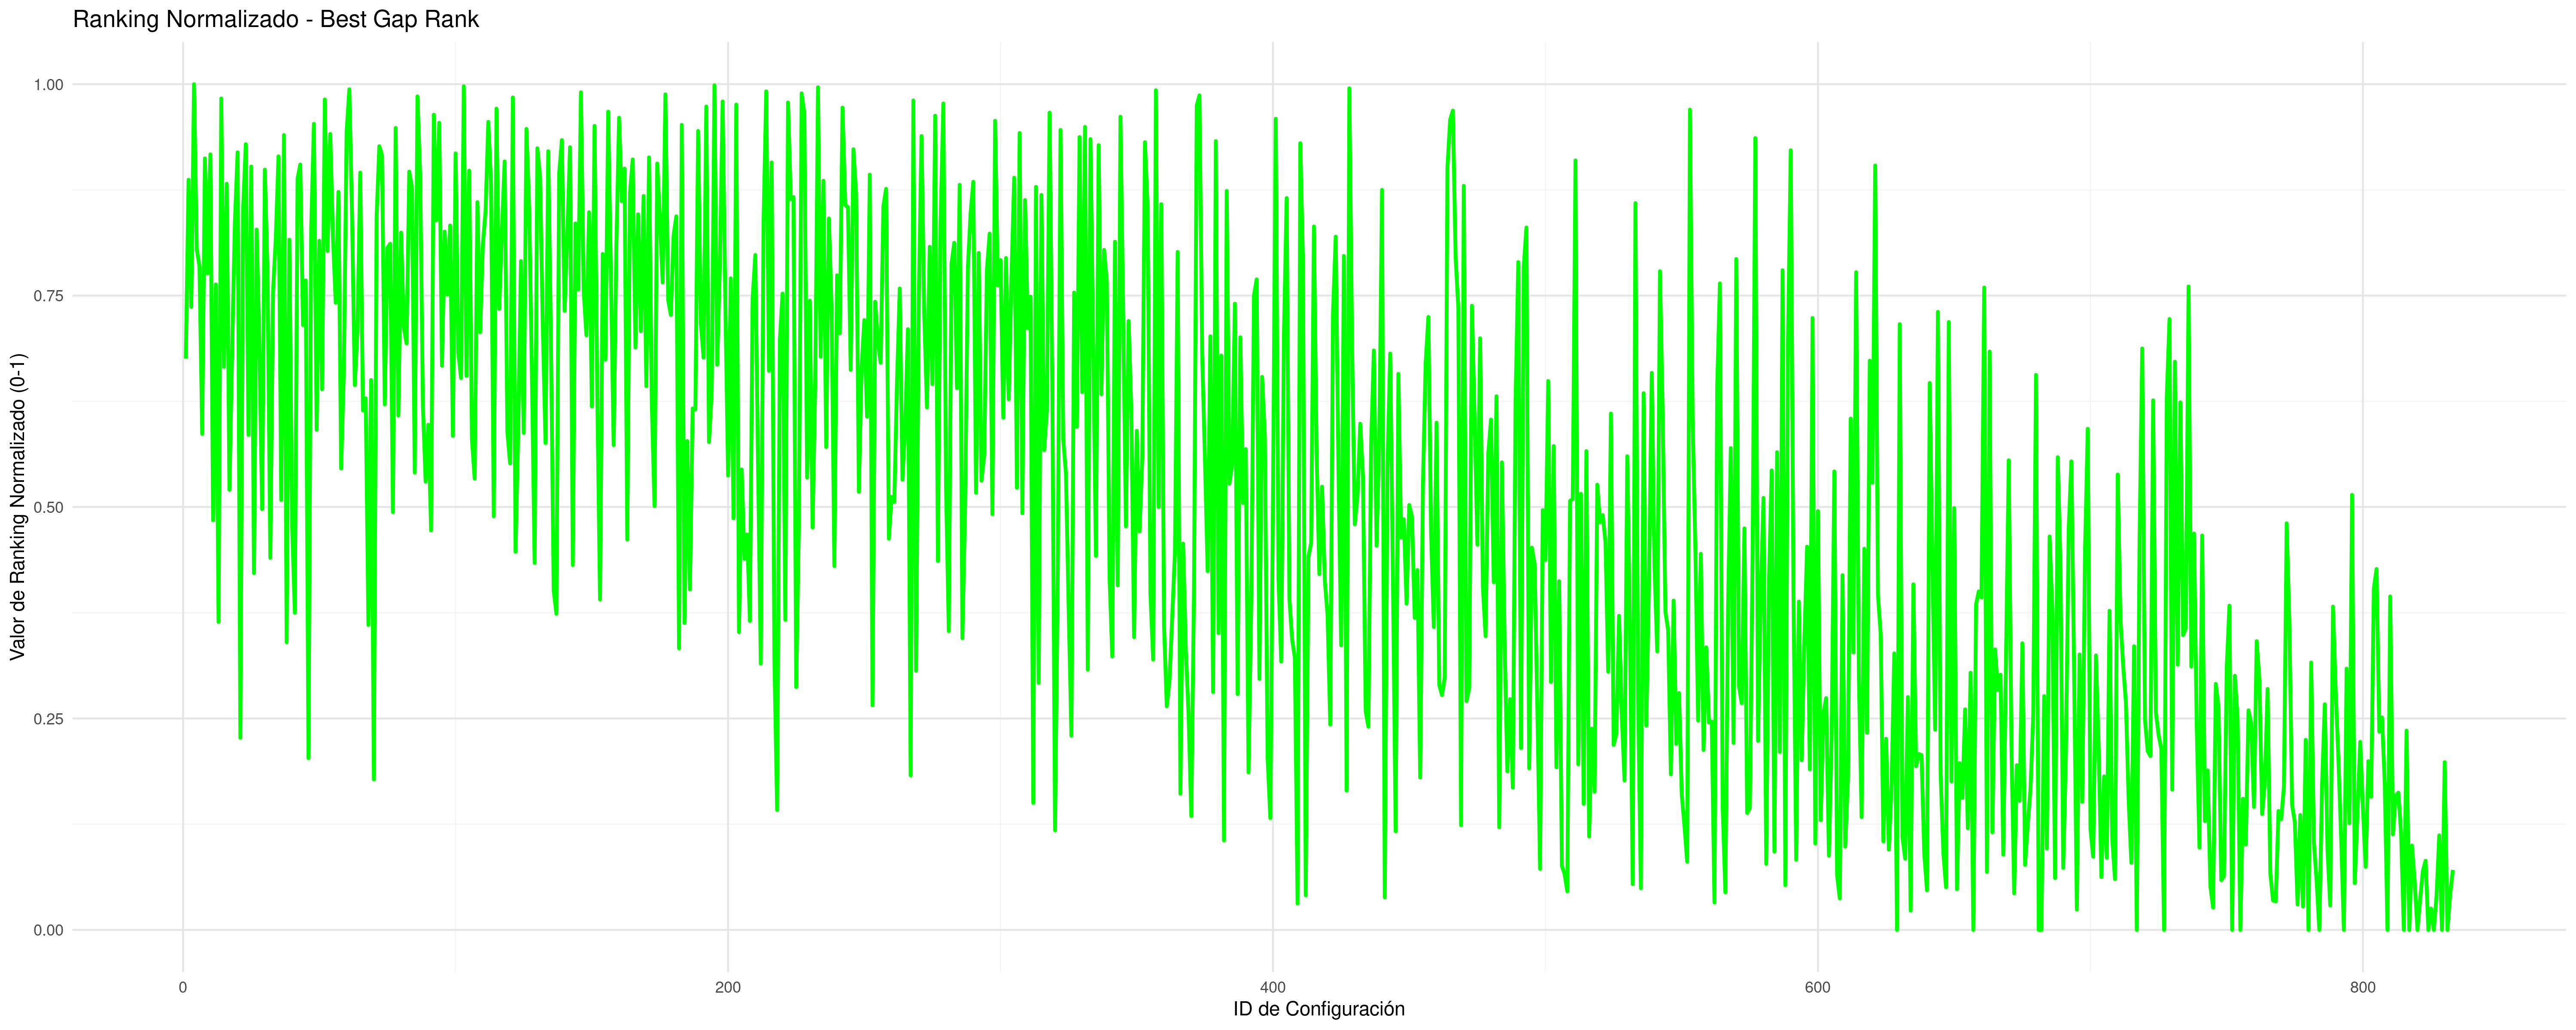 Ranking Normalizado - Best Gap Rank
Valor de Ranking Normalizado (0-1)
1.00
0.75
0.50
0.25
0.00
0 200 400 600 800
ID de Configuración